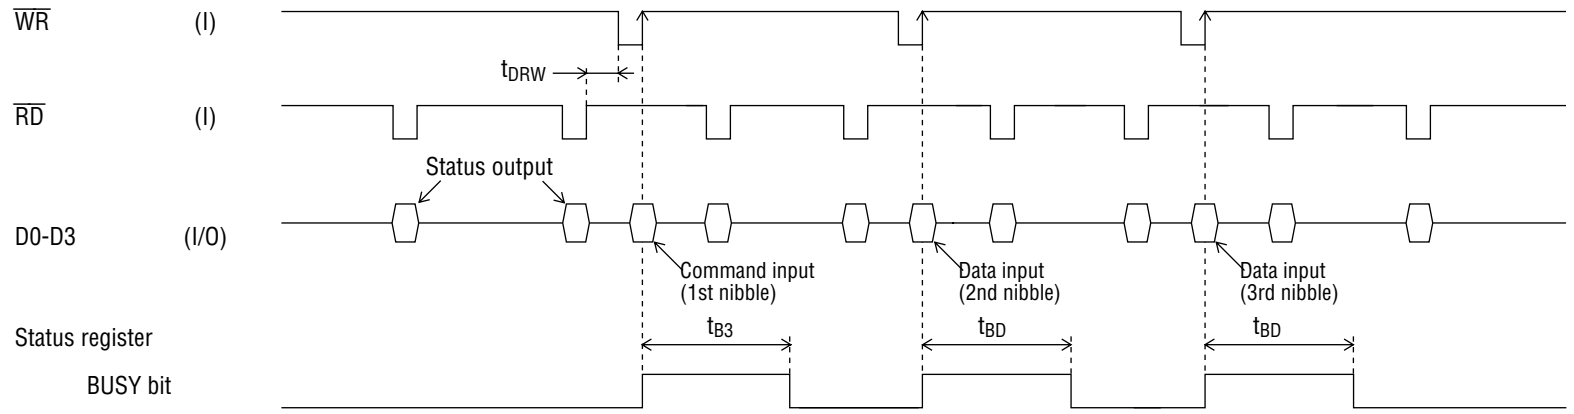 WR (I)
tDRW
RD (I)
Status output
D0-D3 (I/O)
Command input
(1st nibble)
Data input
(2nd nibble)
Data input
(3rd nibble)
Status register
tB3 tBD tBD
BUSY bit